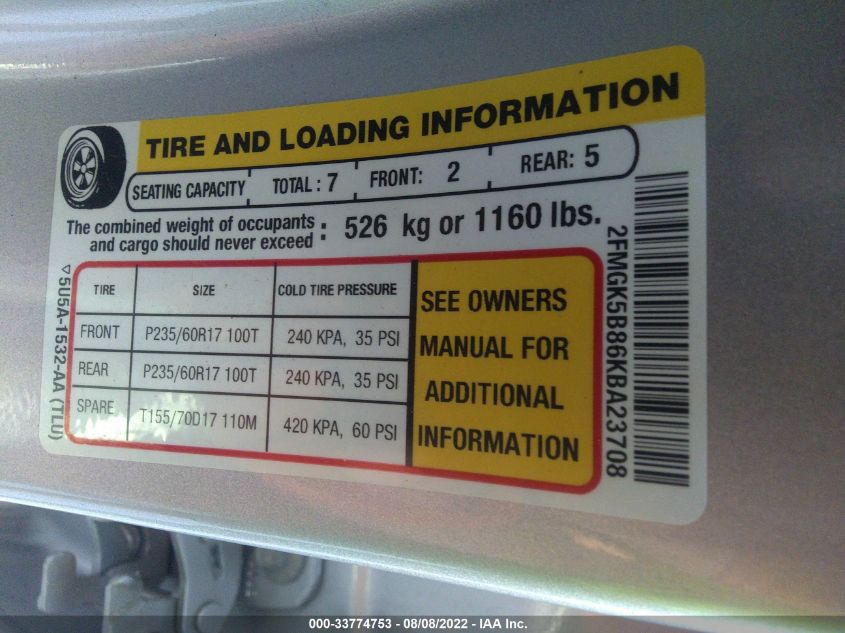 TIRE AND LOADING INFORMATION
SEATING CAPACITY TOTAL : 7 FRONT: 2 REAR: 5
The combined weight of occupants
and cargo should never exceed : 526 kg or 1160 lbs.
TIRE SIZE COLD TIRE PRESSURE
FRONT P235/60R17 100T 240 KPA, 35 PSI
REAR P235/60R17 100T 240 KPA, 35 PSI
SPARE T155/70D17 110M 420 KPA, 60 PSI
SEE OWNERS
MANUAL FOR
ADDITIONAL
INFORMATION
▽5U5A-1532-AA (TLU)
2FMGK5B86KBA23708
000-33774753 - 08/08/2022 - IAA Inc.